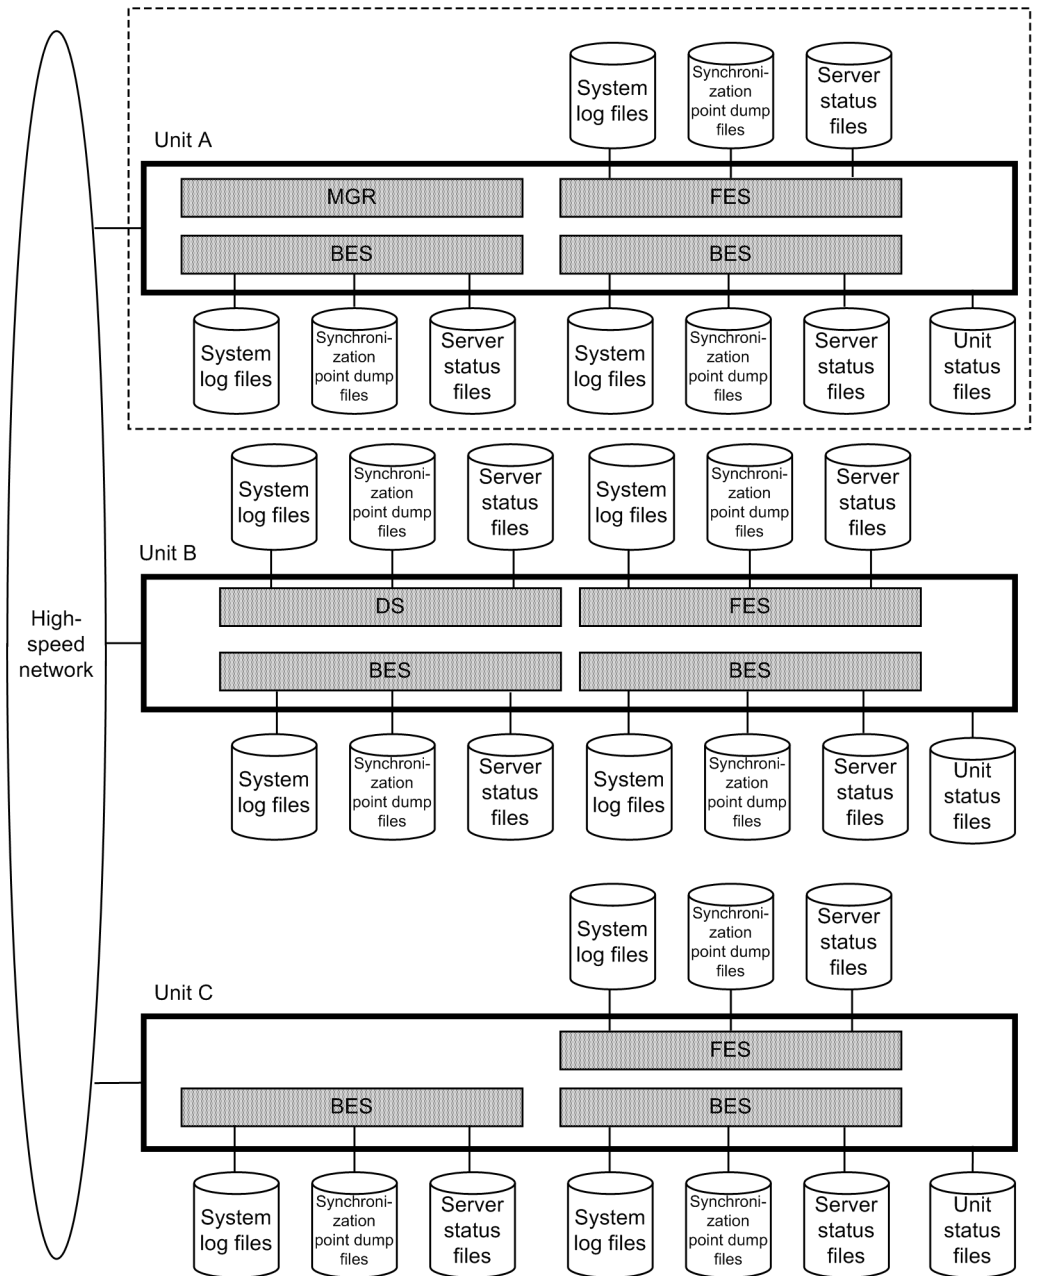 System
log files
Synchroni-
zation
point dump
files
Server
status
files
Unit A
MGR
FES
BES
BES
System
log files
Synchroni-
zation
point dump
files
Server
status
files
System
log files
Synchroni-
zation
point dump
files
Server
status
files
Unit
status
files
System
log files
Synchroni-
zation
point dump
files
Server
status
files
System
log files
Synchroni-
zation
point dump
files
Server
status
files
Unit B
DS
FES
High-
speed
network
BES
BES
System
log files
Synchroni-
zation
point dump
files
Server
status
files
System
log files
Synchroni-
zation
point dump
files
Server
status
files
Unit
status
files
System
log files
Synchroni-
zation
point dump
files
Server
status
files
Unit C
FES
BES
BES
System
log files
Synchroni-
zation
point dump
files
Server
status
files
System
log files
Synchroni-
zation
point dump
files
Server
status
files
Unit
status
files